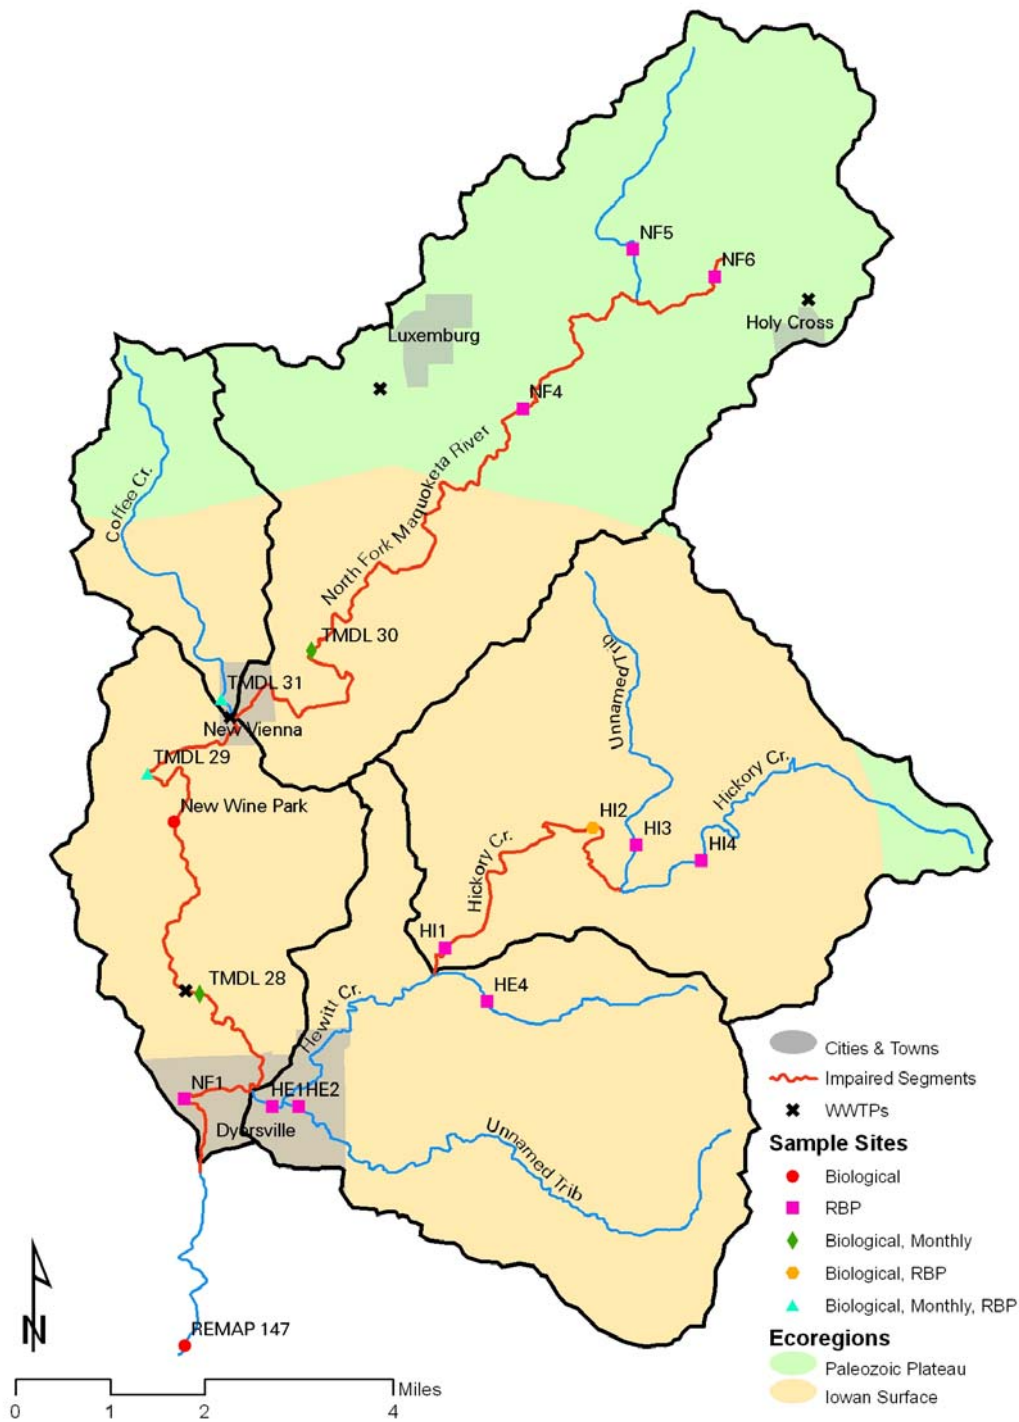 NF5
NF6
Holy Cross
Luxemburg
NF4
Coffee Cr.
North Fork Maquoketa River
TMDL 30
TMDL 31
New Vienna
TMDL 29
New Wine Park
Unnamed Trib
Hickory Cr.
HI2
HI3
HI4
Hickory Cr.
HI1
TMDL 28
Hewitt Cr.
HE4
NF1
HE1HE2
Dyersville
Unnamed Trib
REMAP 147
N
0 1 2 4 Miles
Cities & Towns
Impaired Segments
WWTPs
Sample Sites
Biological
RBP
Biological, Monthly
Biological, RBP
Biological, Monthly, RBP
Ecoregions
Paleozoic Plateau
Iowan Surface